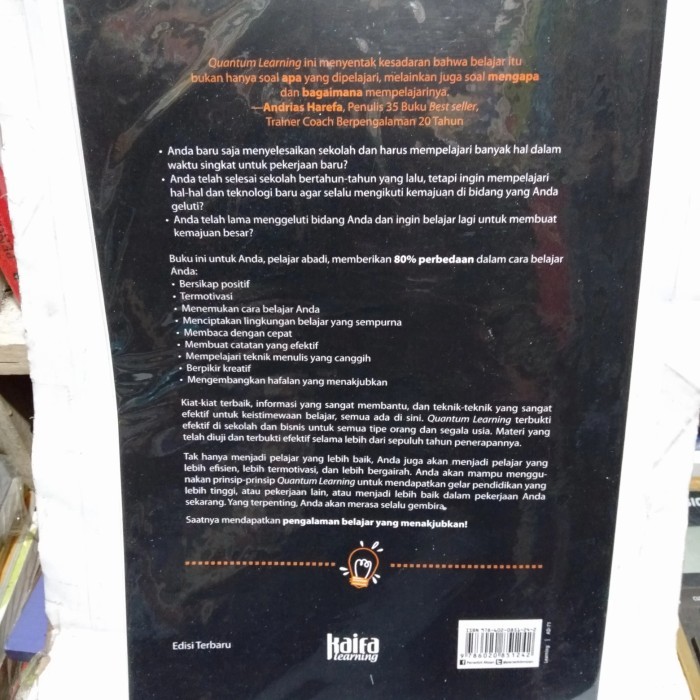 Quantum Learning ini menyentak kesadaran bahwa belajar itu
bukan hanya soal apa yang dipelajari, melainkan juga soal mengapa
dan bagaimana mempelajarinya.
—Andrias Harefa, Penulis 35 Buku Best seller,
Trainer Coach Berpengalaman 20 Tahun
• Anda baru saja menyelesaikan sekolah dan harus mempelajari banyak hal dalam
waktu singkat untuk pekerjaan baru?
• Anda telah selesai sekolah bertahun-tahun yang lalu, tetapi ingin mempelajari
hal-hal dan teknologi baru agar selalu mengikuti kemajuan di bidang yang Anda
geluti?
• Anda telah lama menggeluti bidang Anda dan ingin belajar lagi untuk membuat
kemajuan besar?
Buku ini untuk Anda, pelajar abadi, memberikan 80% perbedaan dalam cara belajar
Anda:
• Bersikap positif
• Termotivasi
• Menemukan cara belajar Anda
• Menciptakan lingkungan belajar yang sempurna
• Membaca dengan cepat
• Membuat catatan yang efektif
• Mempelajari teknik menulis yang canggih
• Berpikir kreatif
• Mengembangkan hafalan yang menakjubkan
Kiat-kiat terbaik, informasi yang sangat membantu, dan teknik-teknik yang sangat
efektif untuk keistimewaan belajar, semua ada di sini. Quantum Learning terbukti
efektif di sekolah dan bisnis untuk semua tipe orang dan segala usia. Materi yang
telah diuji dan terbukti efektif selama lebih dari sepuluh tahun penerapannya.
Tak hanya menjadi pelajar yang lebih baik, Anda juga akan menjadi pelajar yang
lebih efisien, lebih termotivasi, dan lebih bergairah. Anda akan mampu menggu-
nakan prinsip-prinsip Quantum Learning untuk mendapatkan gelar pendidikan yang
lebih tinggi, atau pekerjaan lain, atau menjadi lebih baik dalam pekerjaan Anda
sekarang. Yang terpenting, Anda akan merasa selalu gembira.
Saatnya mendapatkan pengalaman belajar yang menakjubkan!
Edisi Terbaru
kaifa
learning
ISBN 978-602-0851-24-2
9 786020 851242